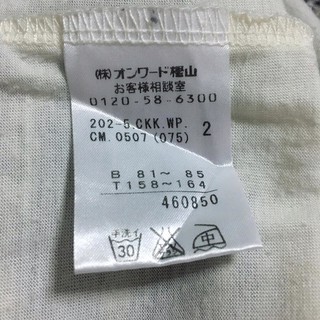 (株)オンワード樫山
お客様相談室
0120-58-6300
202-5.CKK.WP. 2
CM.0507(075)
B 81～ 85
T158～164
460850
手洗イ
30
中